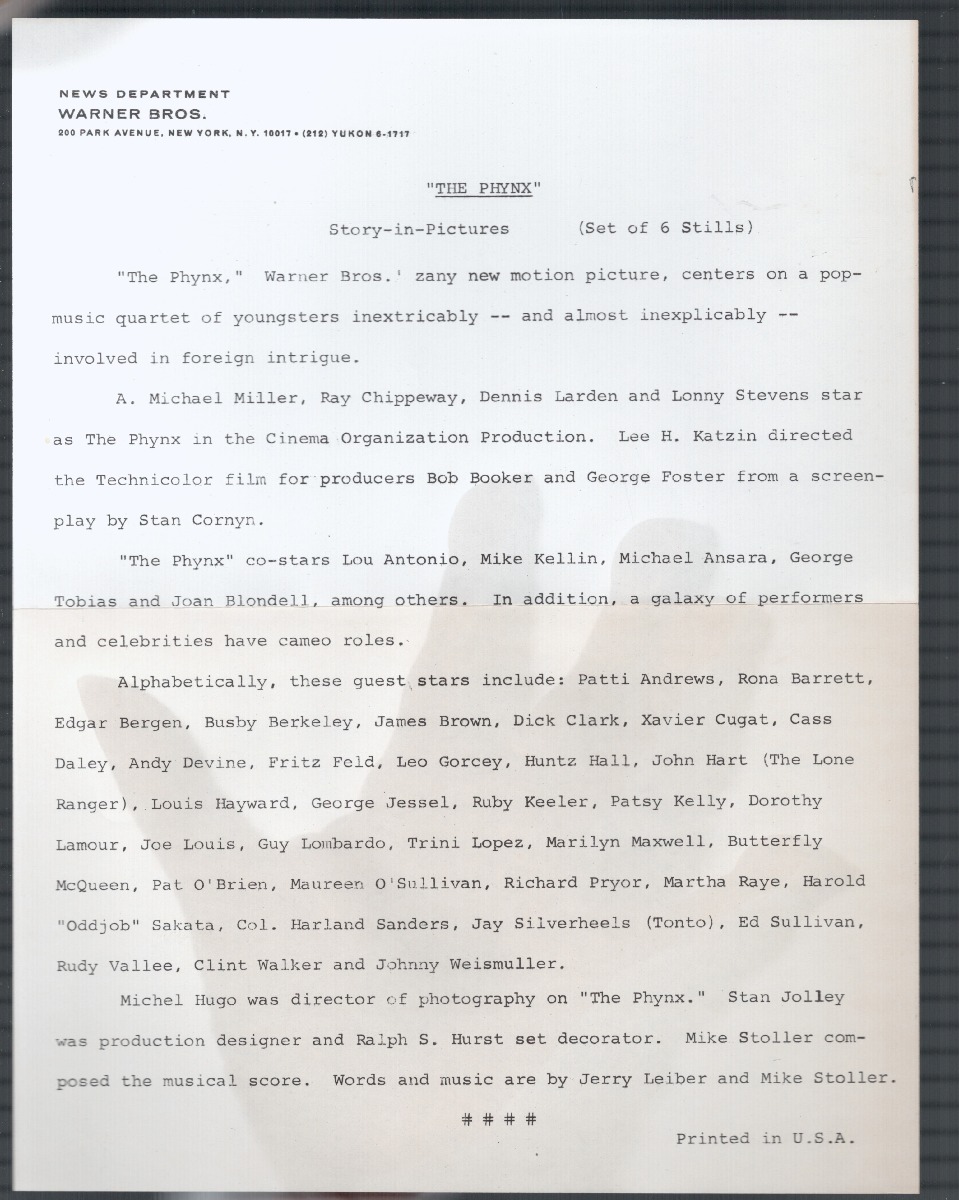 NEWS DEPARTMENT
WARNER BROS.
200 PARK AVENUE, NEW YORK, N.Y. 10017 • (212) YUKON 6-1717
"THE PHYNX"
Story-in-Pictures (Set of 6 Stills)
"The Phynx," Warner Bros.' zany new motion picture, centers on a pop-
music quartet of youngsters inextricably -- and almost inexplicably --
involved in foreign intrigue.
A. Michael Miller, Ray Chippeway, Dennis Larden and Lonny Stevens star
as The Phynx in the Cinema Organization Production. Lee H. Katzin directed
the Technicolor film for producers Bob Booker and George Foster from a screen-
play by Stan Cornyn.
"The Phynx" co-stars Lou Antonio, Mike Kellin, Michael Ansara, George
Tobias and Joan Blondell, among others. In addition, a galaxy of performers
and celebrities have cameo roles.
Alphabetically, these guest stars include: Patti Andrews, Rona Barrett,
Edgar Bergen, Busby Berkeley, James Brown, Dick Clark, Xavier Cugat, Cass
Daley, Andy Devine, Fritz Feld, Leo Gorcey, Huntz Hall, John Hart (The Lone
Ranger), Louis Hayward, George Jessel, Ruby Keeler, Patsy Kelly, Dorothy
Lamour, Joe Louis, Guy Lombardo, Trini Lopez, Marilyn Maxwell, Butterfly
McQueen, Pat O'Brien, Maureen O'Sullivan, Richard Pryor, Martha Raye, Harold
"Oddjob" Sakata, Col. Harland Sanders, Jay Silverheels (Tonto), Ed Sullivan,
Rudy Vallee, Clint Walker and Johnny Weismuller.
Michel Hugo was director of photography on "The Phynx." Stan Jolley
was production designer and Ralph S. Hurst set decorator. Mike Stoller com-
posed the musical score. Words and music are by Jerry Leiber and Mike Stoller.
# # # #
Printed in U.S.A.